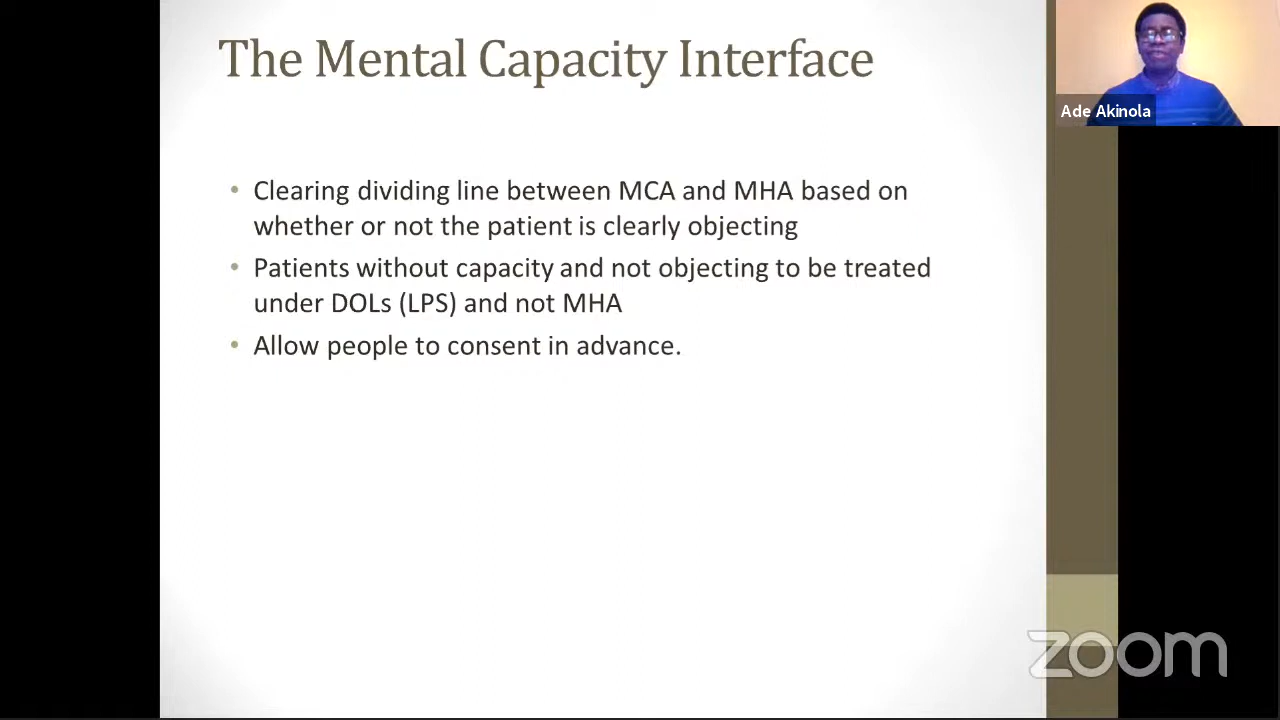 The Mental Capacity Interface
Ade Akinola
• Clearing dividing line between MCA and MHA based on
whether or not the patient is clearly objecting
• Patients without capacity and not objecting to be treated
under DOLs (LPS) and not MHA
• Allow people to consent in advance.
zoom